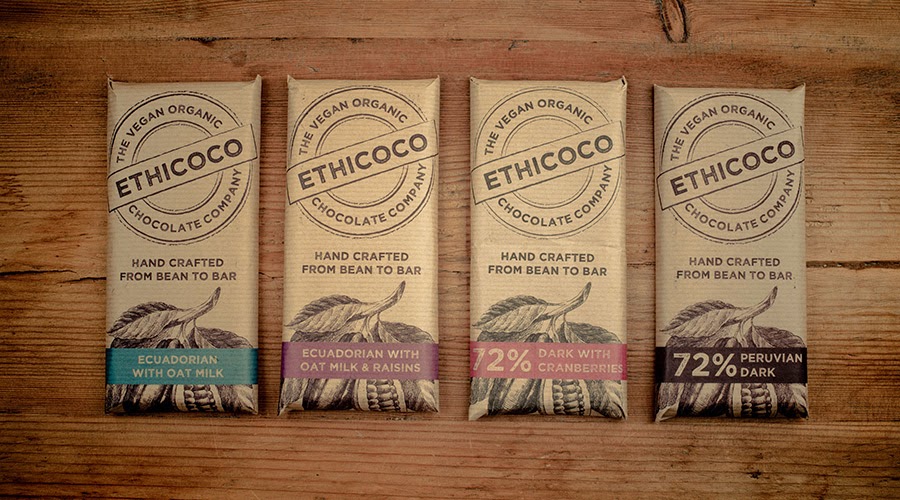 THE VEGAN ORGANIC
ETHICOCO
CHOCOLATE COMPANY
HAND CRAFTED
FROM BEAN TO BAR
ECUADORIAN
WITH OAT MILK
THE VEGAN ORGANIC
ETHICOCO
CHOCOLATE COMPANY
HAND CRAFTED
FROM BEAN TO BAR
ECUADORIAN WITH
OAT MILK & RAISINS
THE VEGAN ORGANIC
ETHICOCO
CHOCOLATE COMPANY
HAND CRAFTED
FROM BEAN TO BAR
72% DARK WITH
CRANBERRIES
THE VEGAN ORGANIC
ETHICOCO
CHOCOLATE COMPANY
HAND CRAFTED
FROM BEAN TO BAR
72% PERUVIAN
DARK